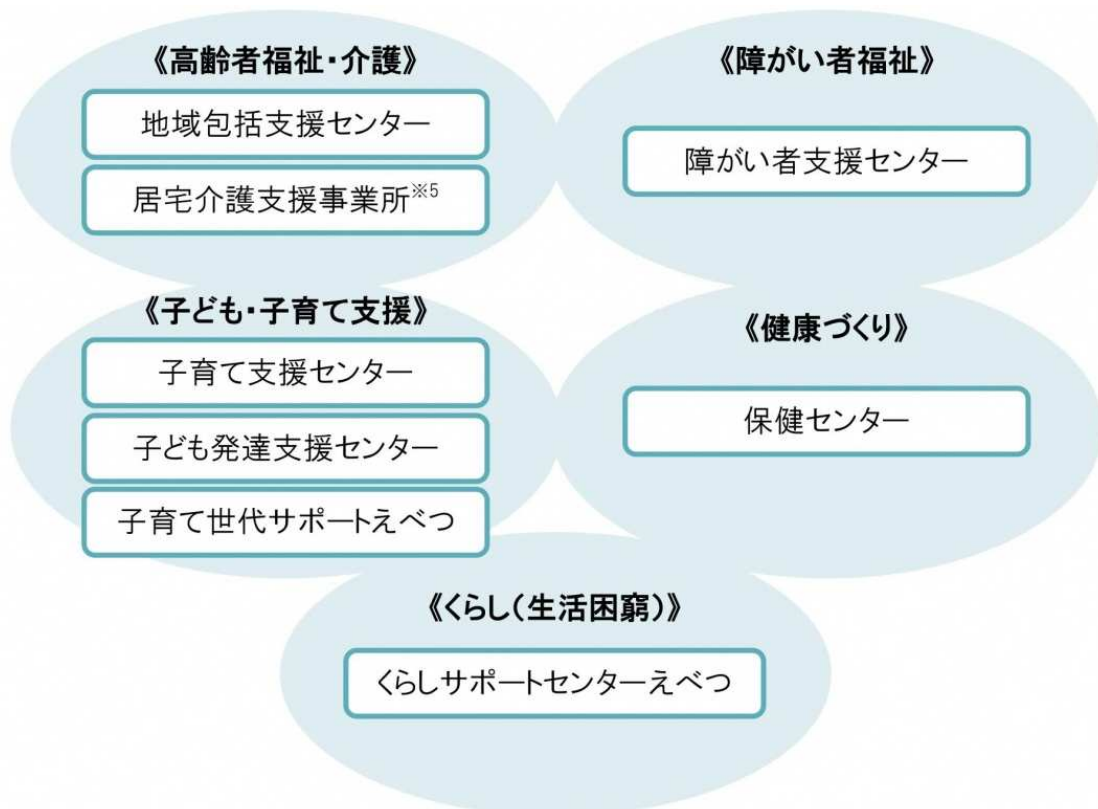 《高齢者福祉・介護》
地域包括支援センター
居宅介護支援事業所※5
《障がい者福祉》
障がい者支援センター
《子ども・子育て支援》
子育て支援センター
子ども発達支援センター
子育て世代サポートえべつ
《健康づくり》
保健センター
《くらし(生活困窮)》
くらしサポートセンターえべつ